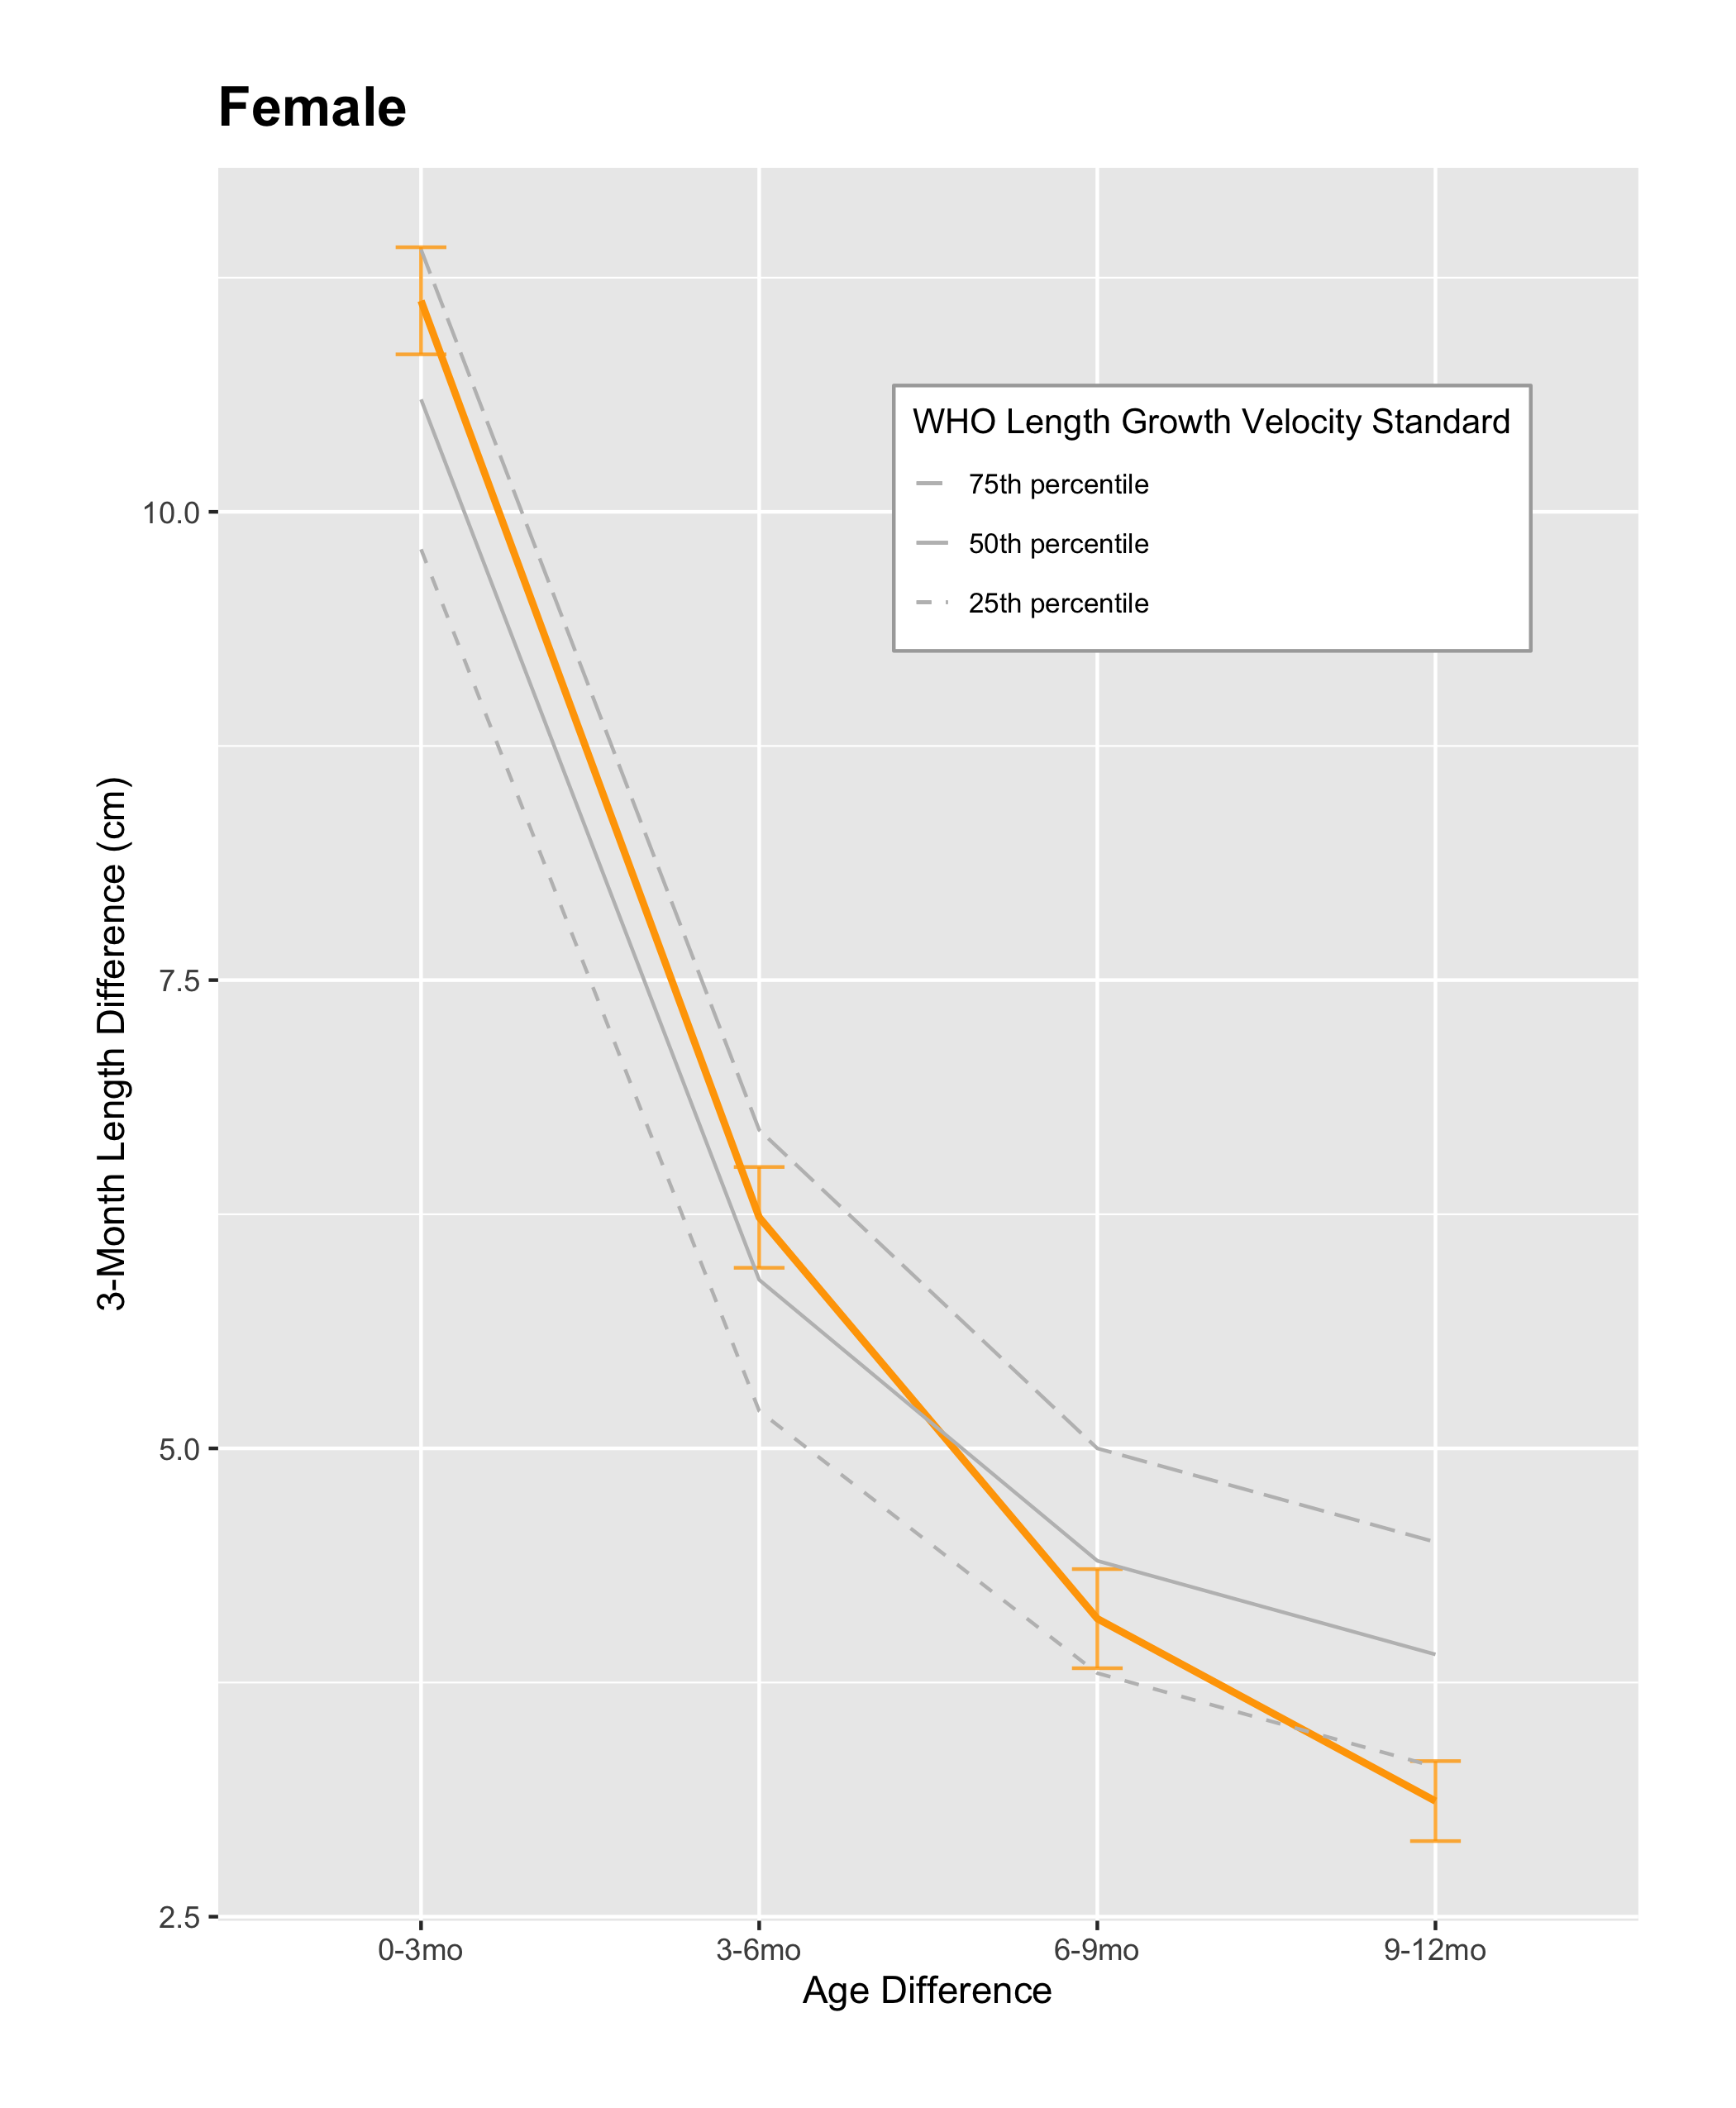 Female
WHO Length Growth Velocity Standard
75th percentile
50th percentile
25th percentile
10.0
7.5
5.0
2.5
3-Month Length Difference (cm)
0-3mo 3-6mo 6-9mo 9-12mo
Age Difference